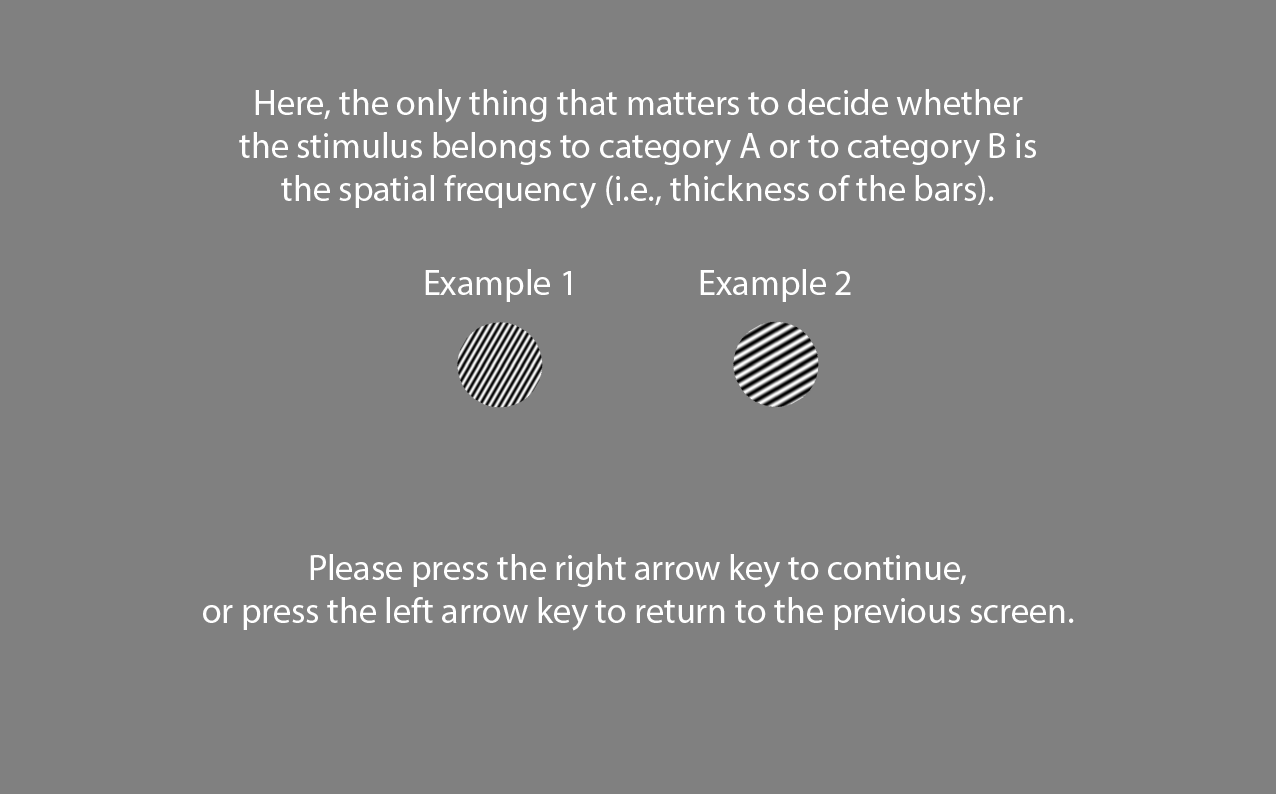 Here, the only thing that matters to decide whether
the stimulus belongs to category A or to category B is
the spatial frequency (i.e., thickness of the bars).
Example 1 Example 2
Please press the right arrow key to continue,
or press the left arrow key to return to the previous screen.